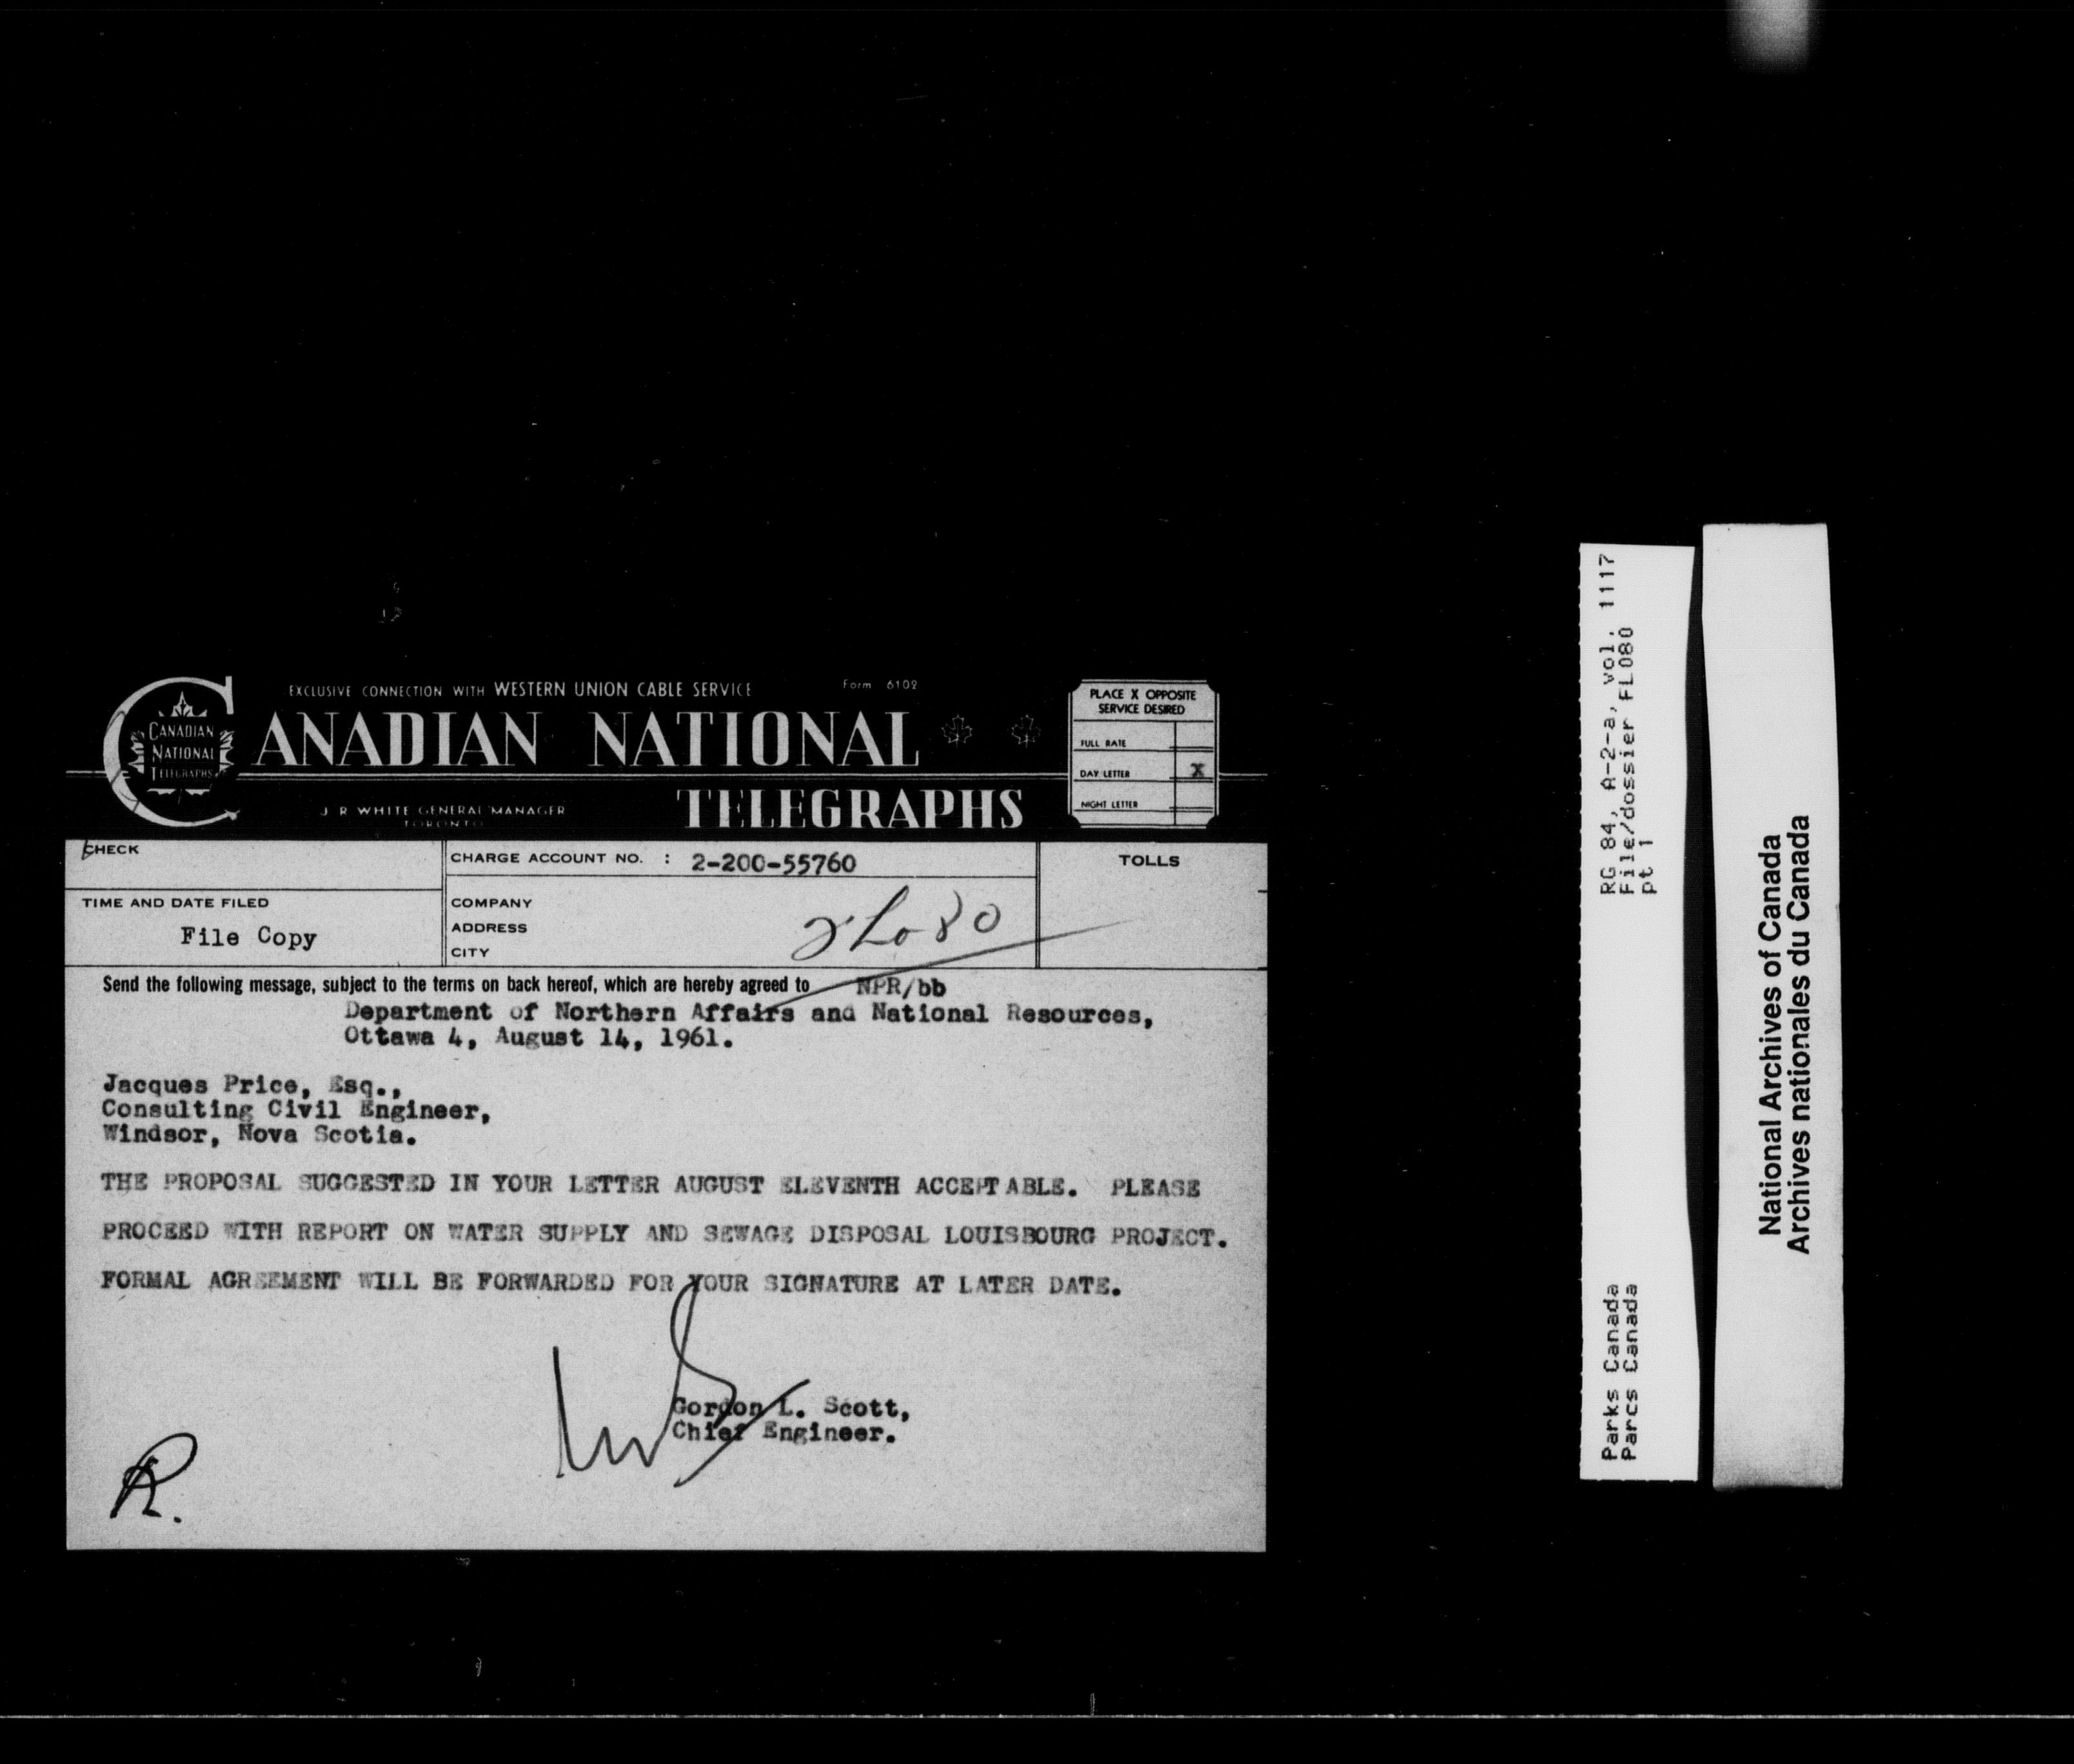 EXCLUSIVE CONNECTION WITH WESTERN UNION CABLE SERVICE
Form 6102
CANADIAN NATIONAL
TELEGRAPHS
CANADIAN
NATIONAL
TELEGRAPHS
J R WHITE GENERAL MANAGER
TORONTO
PLACE X OPPOSITE
SERVICE DESIRED
FULL RATE
DAY LETTER X
NIGHT LETTER
CHECK
CHARGE ACCOUNT NO. : 2-200-55760
TOLLS
TIME AND DATE FILED
File Copy
COMPANY
ADDRESS
CITY
Send the following message, subject to the terms on back hereof, which are hereby agreed to NPR/bb
Department of Northern Affairs and National Resources,
Ottawa 4, August 14, 1961.
Jacques Price, Esq.,
Consulting Civil Engineer,
Windsor, Nova Scotia.
THE PROPOSAL SUGGESTED IN YOUR LETTER AUGUST ELEVENTH ACCEPTABLE. PLEASE
PROCEED WITH REPORT ON WATER SUPPLY AND SEWAGE DISPOSAL LOUISBOURG PROJECT.
FORMAL AGREEMENT WILL BE FORWARDED FOR YOUR SIGNATURE AT LATER DATE.
Gordon L. Scott,
Chief Engineer.
R.
RG 84, A-2-a, vol. 1117
File/dossier FLO80
pt 1
Parks Canada
Parcs Canada
National Archives of Canada
Archives nationales du Canada